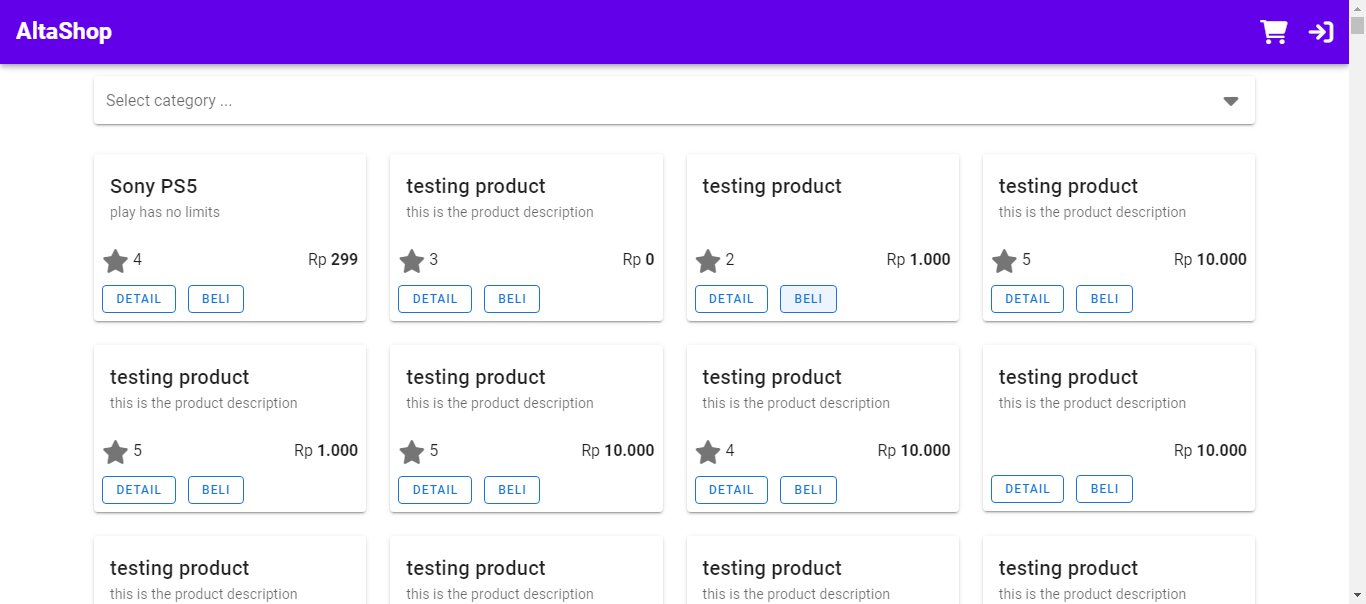 AltaShop
Select category ...
Sony PS5
play has no limits
4
Rp 299
DETAIL
BELI
testing product
this is the product description
3
Rp 0
DETAIL
BELI
testing product
2
Rp 1.000
DETAIL
BELI
testing product
this is the product description
5
Rp 10.000
DETAIL
BELI
testing product
this is the product description
5
Rp 1.000
DETAIL
BELI
testing product
this is the product description
5
Rp 10.000
DETAIL
BELI
testing product
this is the product description
4
Rp 10.000
DETAIL
BELI
testing product
this is the product description
Rp 10.000
DETAIL
BELI
testing product
this is the product description
testing product
this is the product description
testing product
this is the product description
testing product
this is the product description